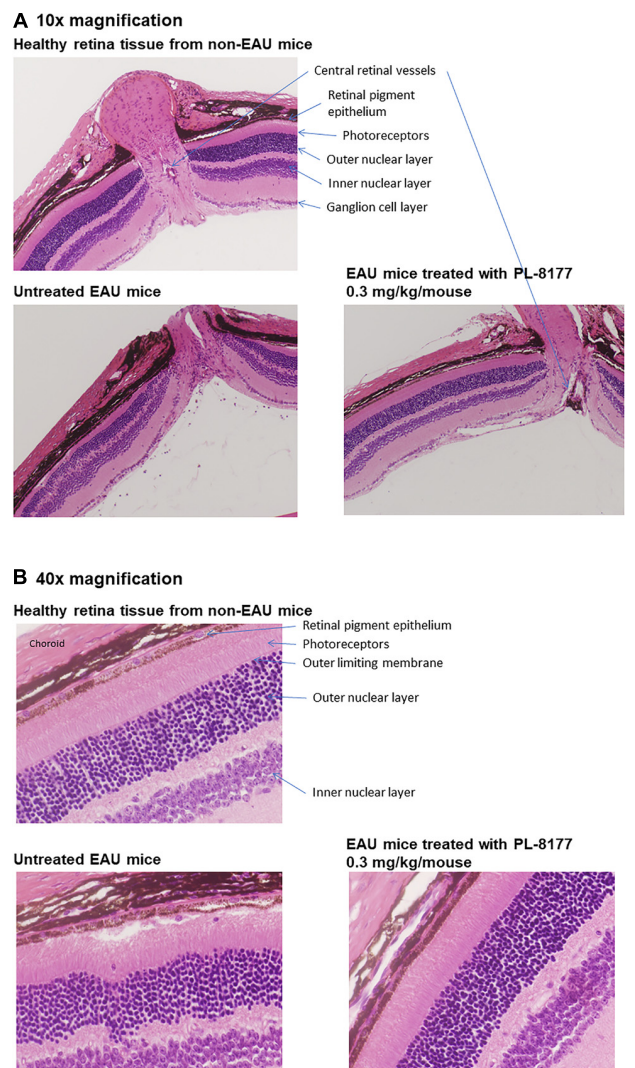 A 10x magnification
Healthy retina tissue from non-EAU mice
Central retinal vessels
Retinal pigment
epithelium
Photoreceptors
Outer nuclear layer
Inner nuclear layer
Ganglion cell layer
Untreated EAU mice
EAU mice treated with PL-8177
0.3 mg/kg/mouse
B 40x magnification
Healthy retina tissue from non-EAU mice
Choroid
Retinal pigment epithelium
Photoreceptors
Outer limiting membrane
Outer nuclear layer
Inner nuclear layer
Untreated EAU mice
EAU mice treated with PL-8177
0.3 mg/kg/mouse